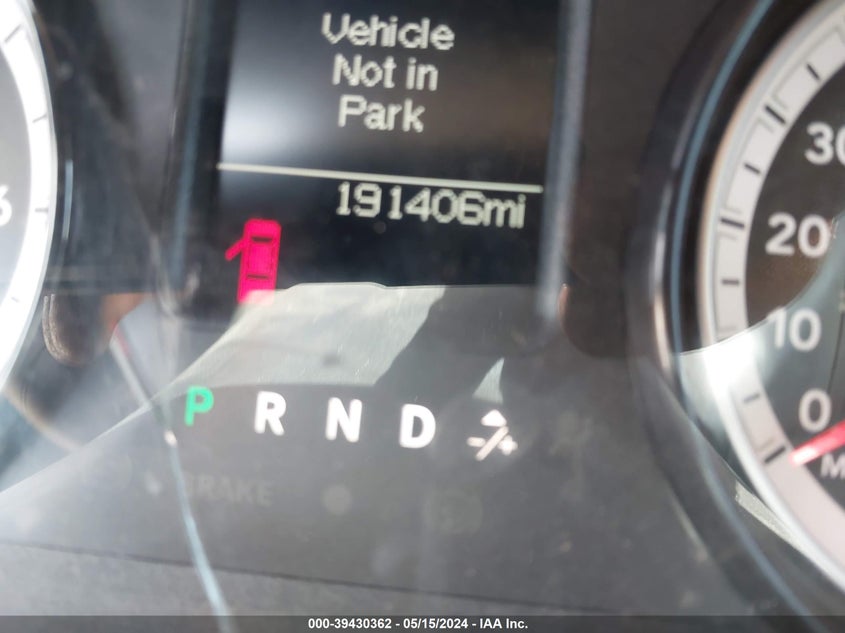 Vehicle
Not in
Park
191406mi
30
20
10
0
P R N D -/+
BRAKE
000-39430362 - 05/15/2024 - IAA Inc.